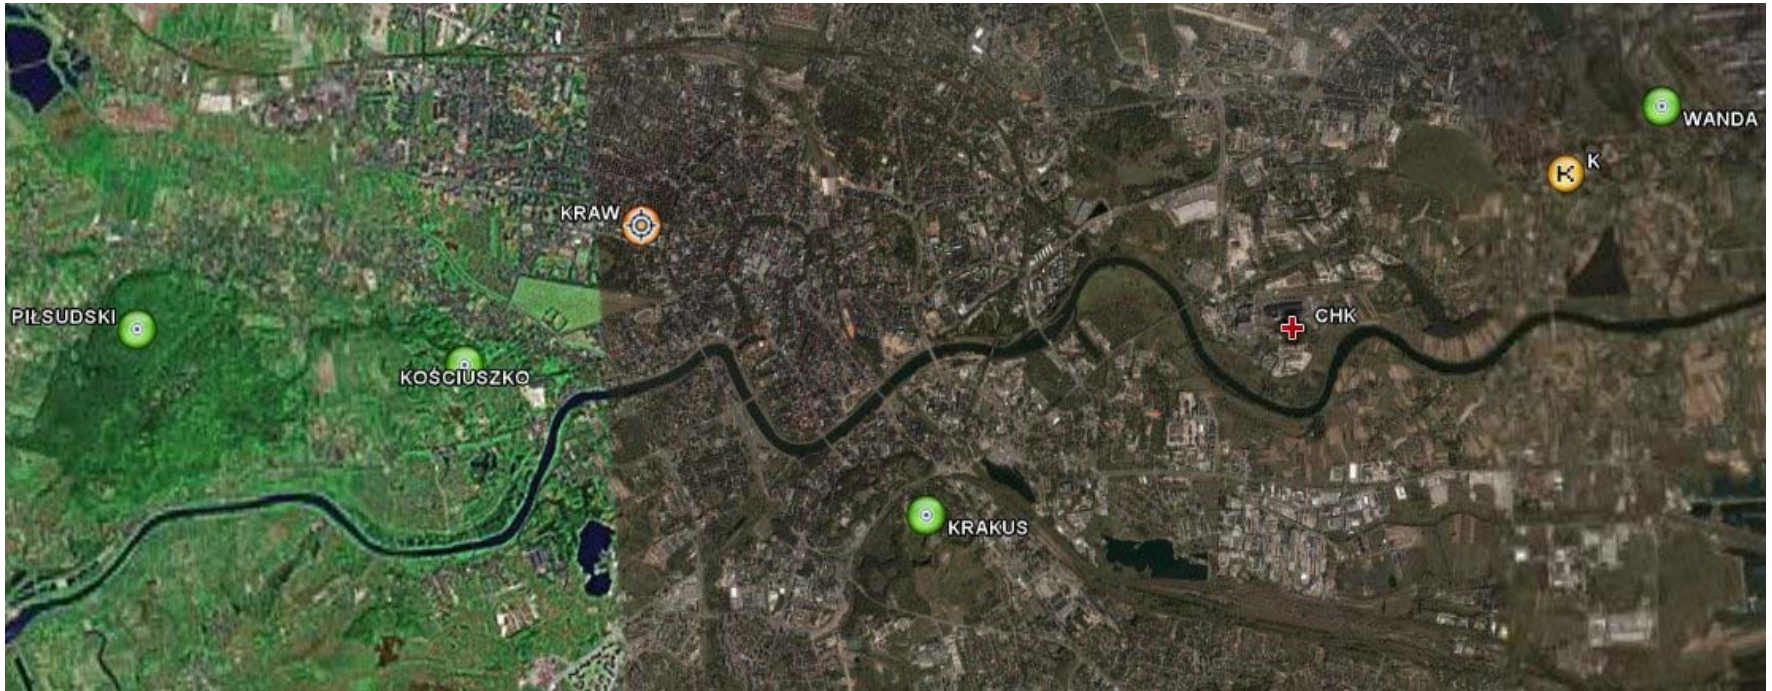 WANDA
K
K
KRAW
PIŁSUDSKI
CHK
KOŚCIUSZKO
KRAKUS